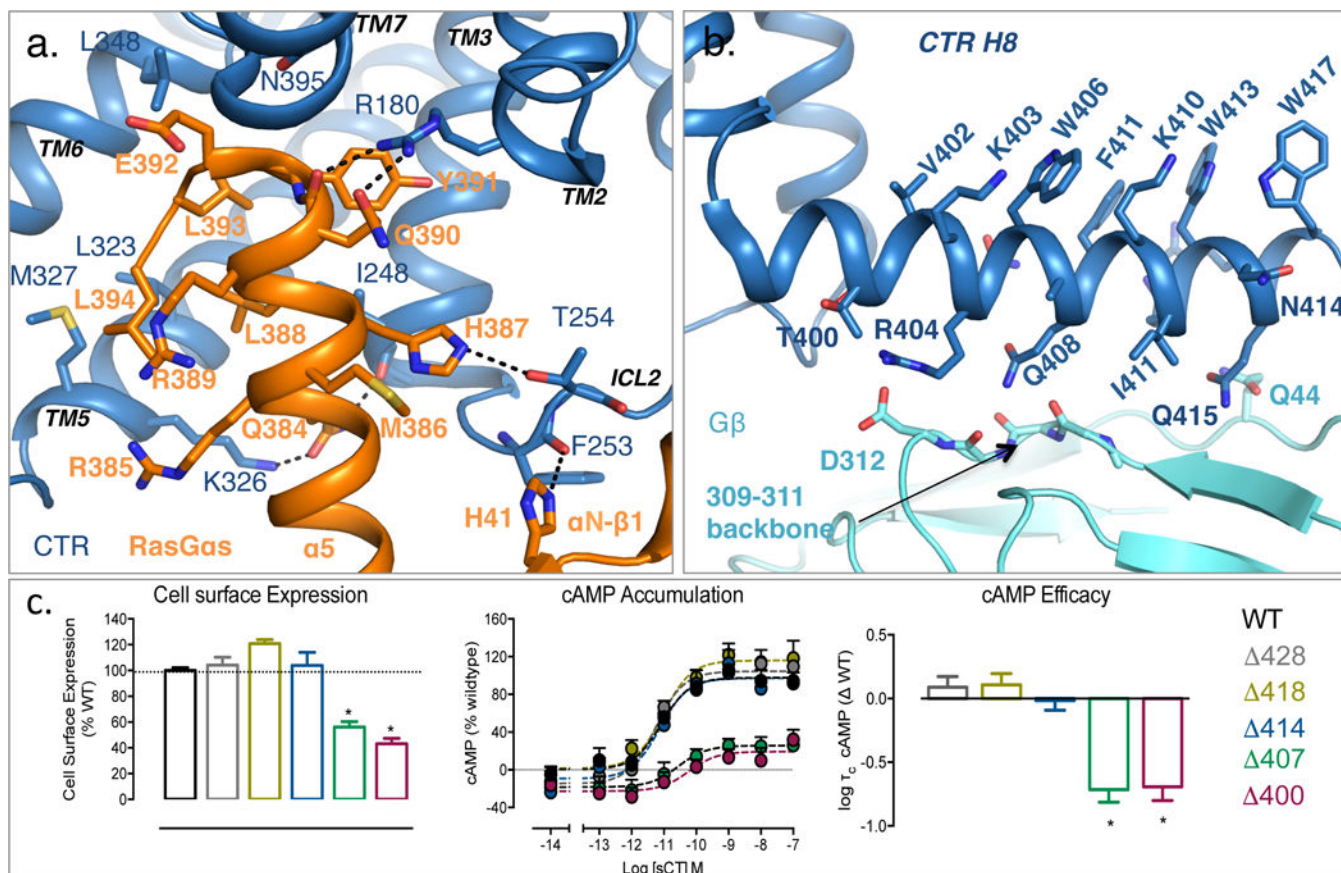 a.
TM7
L348
TM3
N395
R180
TM6
E392
Y391
TM2
L393
Q390
L323
I248
M327
L394
L388
H387
T254
R389
ICL2
TM5
Q384
M386
F253
R385
K326
H41
αN-β1
CTR
RasGαs
α5
b.
CTR H8
V402
K403
W406
F411
K410
W413
W417
T400
R404
Q408
I411
N414
Q415
Q44
Gβ
D312
309-311
backbone
c.
Cell surface Expression
Cell Surface Expression
(% WT)
140
120
100
80
60
40
20
0
*
*
cAMP Accumulation
cAMP (% wildtype)
160
120
80
40
0
-40
-14
-13
-12
-11
-10
-9
-8
-7
Log [sCT] M
cAMP Efficacy
log τc cAMP (Δ WT)
0.5
0.0
-0.5
-1.0
*
*
WT
Δ428
Δ418
Δ414
Δ407
Δ400